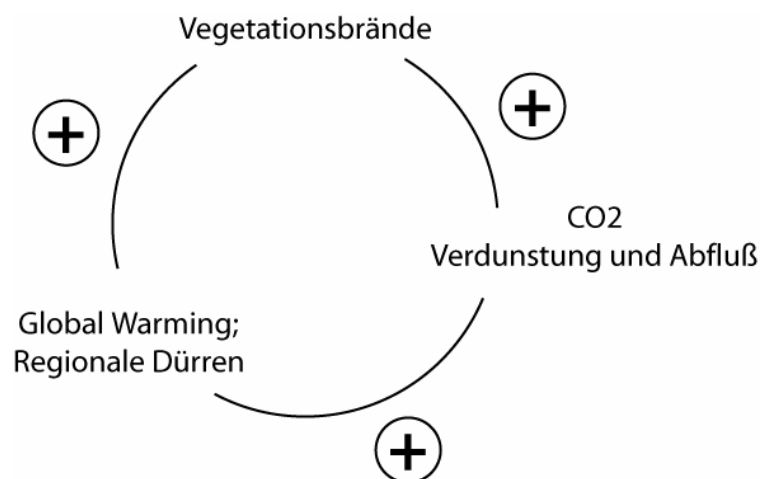 Vegetationsbrände
+
+
CO2
Verdunstung und Abfluß
Global Warming;
Regionale Dürren
+